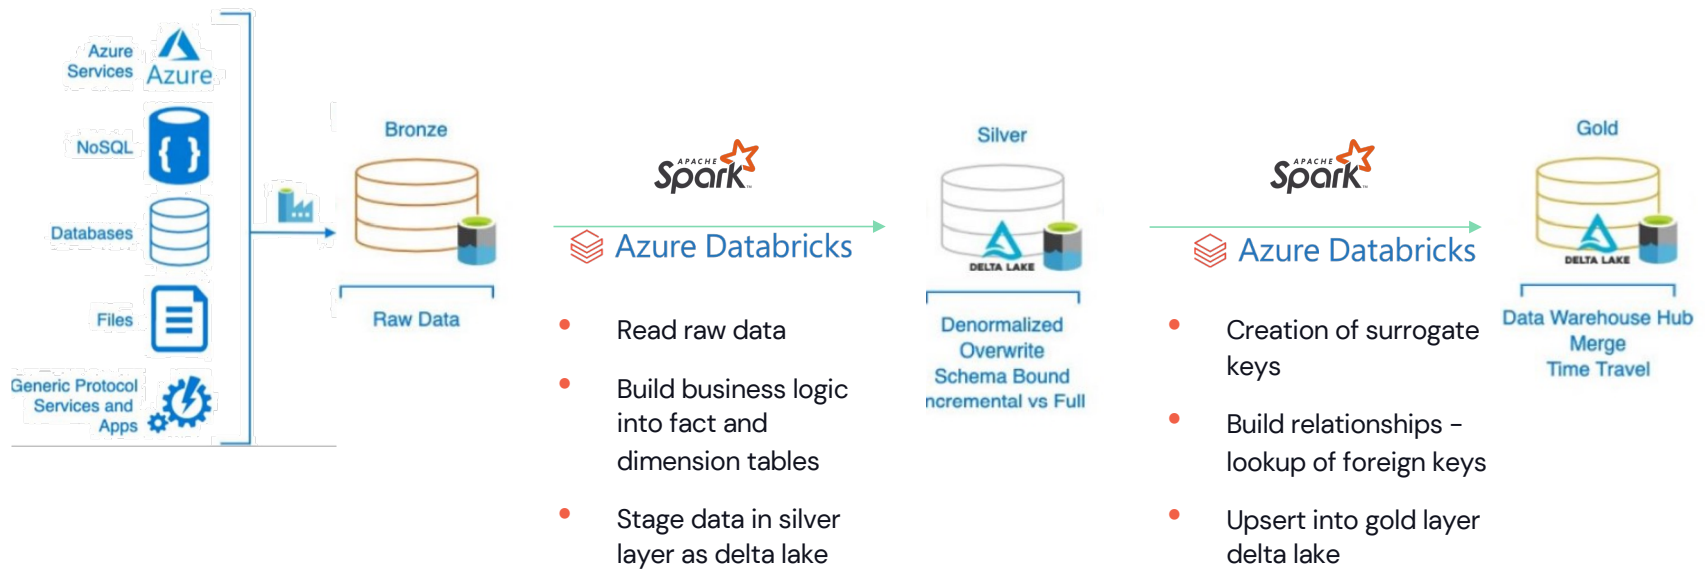 Azure
Services
Azure
NoSQL
{ }
Databases
Files
Generic Protocol
Services and
Apps
Bronze
Raw Data
APACHE
Spark
TM
Azure Databricks
Read raw data
Build business logic
into fact and
dimension tables
Stage data in silver
layer as delta lake
Silver
DELTA LAKE
Denormalized
Overwrite
Schema Bound
ncremental vs Full
APACHE
Spark
TM
Azure Databricks
Creation of surrogate
keys
Build relationships –
lookup of foreign keys
Upsert into gold layer
delta lake
Gold
DELTA LAKE
Data Warehouse Hub
Merge
Time Travel